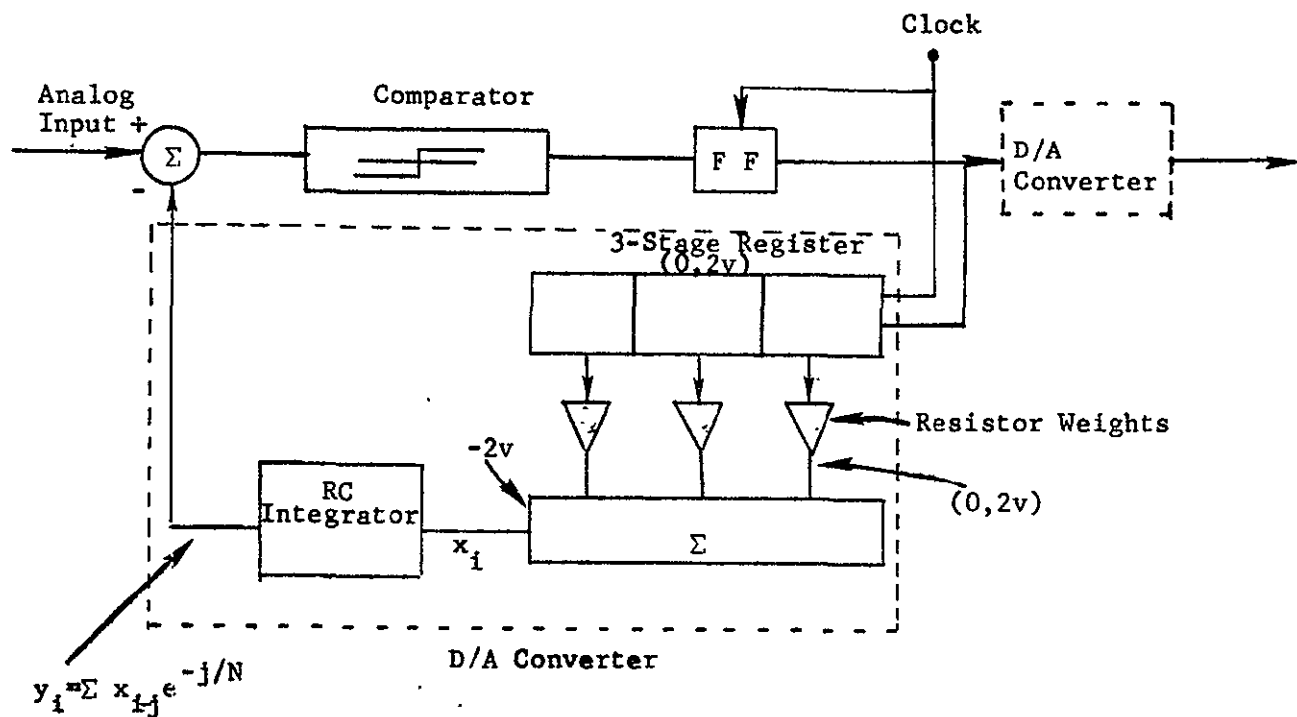 Clock
Analog
Input +
Comparator
Σ
F F
D/A
Converter
-
3-Stage Register
(0,2v)
Resistor Weights
-2v
(0,2v)
RC
Integrator
x_i
Σ
D/A Converter
y_i=Σ x_{i-j} e^{-j/N}